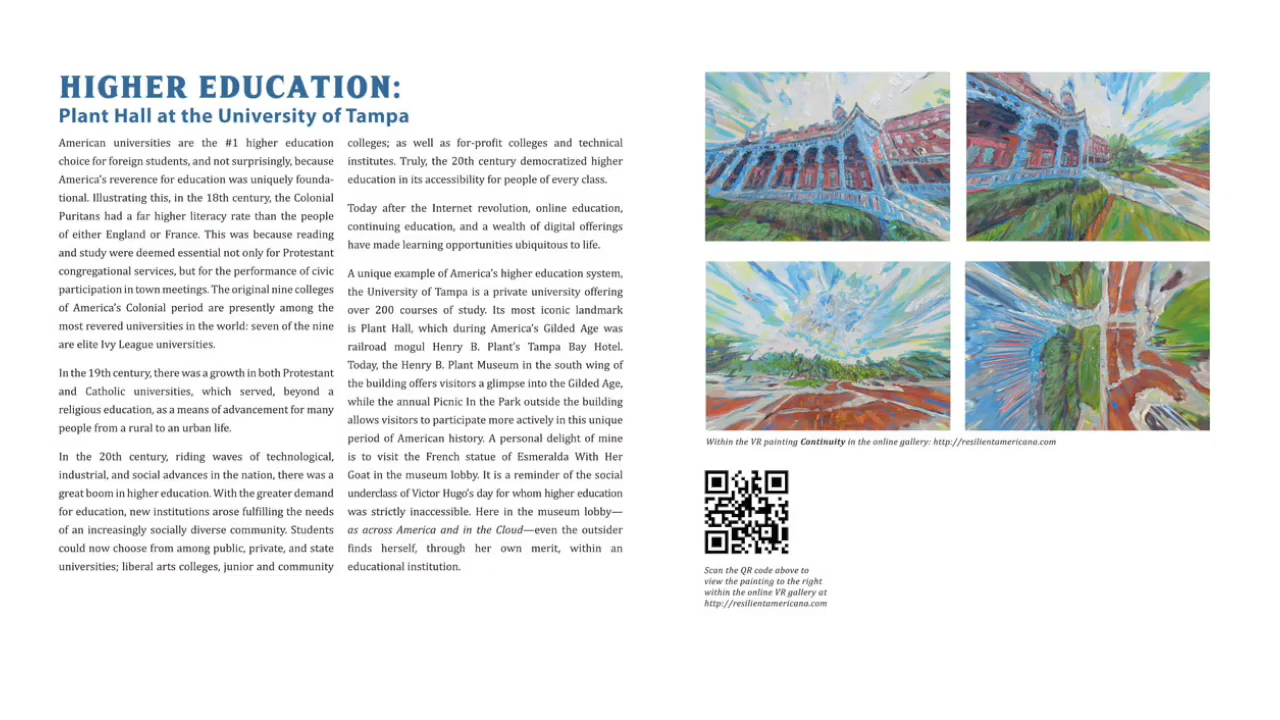 HIGHER EDUCATION:
Plant Hall at the University of Tampa
American universities are the #1 higher education
choice for foreign students, and not surprisingly, because
America's reverence for education was uniquely founda-
tional. Illustrating this, in the 18th century, the Colonial
Puritans had a far higher literacy rate than the people
of either England or France. This was because reading
and study were deemed essential not only for Protestant
congregational services, but for the performance of civic
participation in town meetings. The original nine colleges
of America's Colonial period are presently among the
most revered universities in the world: seven of the nine
are elite Ivy League universities.
In the 19th century, there was a growth in both Protestant
and Catholic universities, which served, beyond a
religious education, as a means of advancement for many
people from a rural to an urban life.
In the 20th century, riding waves of technological,
industrial, and social advances in the nation, there was a
great boom in higher education. With the greater demand
for education, new institutions arose fulfilling the needs
of an increasingly socially diverse community. Students
could now choose from among public, private, and state
universities; liberal arts colleges, junior and community
colleges; as well as for-profit colleges and technical
institutes. Truly, the 20th century democratized higher
education in its accessibility for people of every class.
Today after the Internet revolution, online education,
continuing education, and a wealth of digital offerings
have made learning opportunities ubiquitous to life.
A unique example of America's higher education system,
the University of Tampa is a private university offering
over 200 courses of study. Its most iconic landmark
is Plant Hall, which during America's Gilded Age was
railroad mogul Henry B. Plant's Tampa Bay Hotel.
Today, the Henry B. Plant Museum in the south wing of
the building offers visitors a glimpse into the Gilded Age,
while the annual Picnic In the Park outside the building
allows visitors to participate more actively in this unique
period of American history. A personal delight of mine
is to visit the French statue of Esmeralda With Her
Goat in the museum lobby. It is a reminder of the social
underclass of Victor Hugo's day for whom higher education
was strictly inaccessible. Here in the museum lobby—
as across America and in the Cloud—even the outsider
finds herself, through her own merit, within an
educational institution.
Within the VR painting Continuity in the online gallery: http://resilientamericana.com
Scan the QR code above to
view the painting to the right
within the online VR gallery at
http://resilientamericana.com